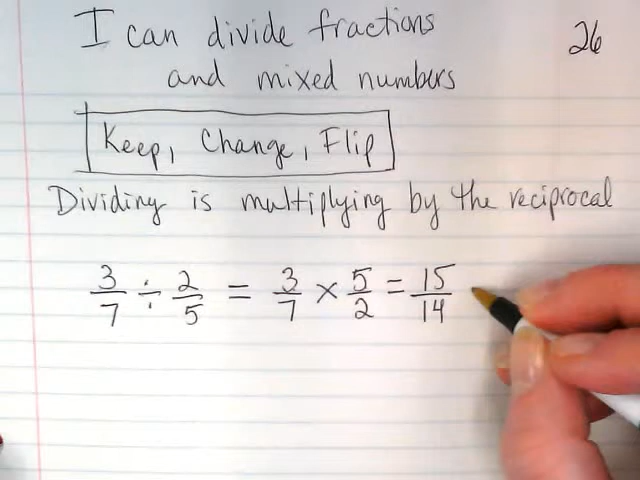 I can divide fractions
26
and mixed numbers
Keep, Change, Flip
Dividing is multiplying by the reciprocal
3/7 ÷ 2/5 = 3/7 × 5/2 = 15/14